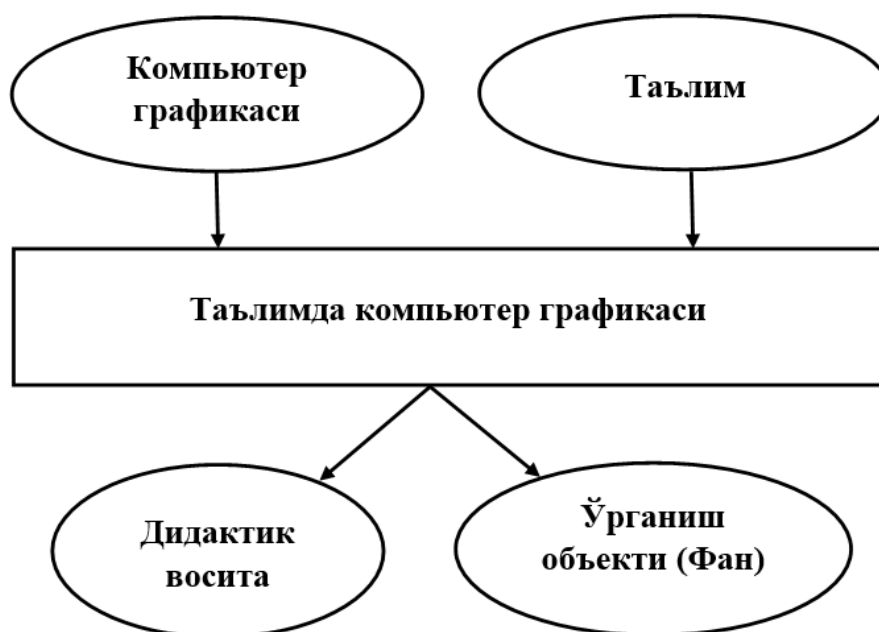 Компьютер
графикаси
Таълим
Таълимда компьютер графикаси
Дидактик
восита
Ўрганиш
объекти (Фан)